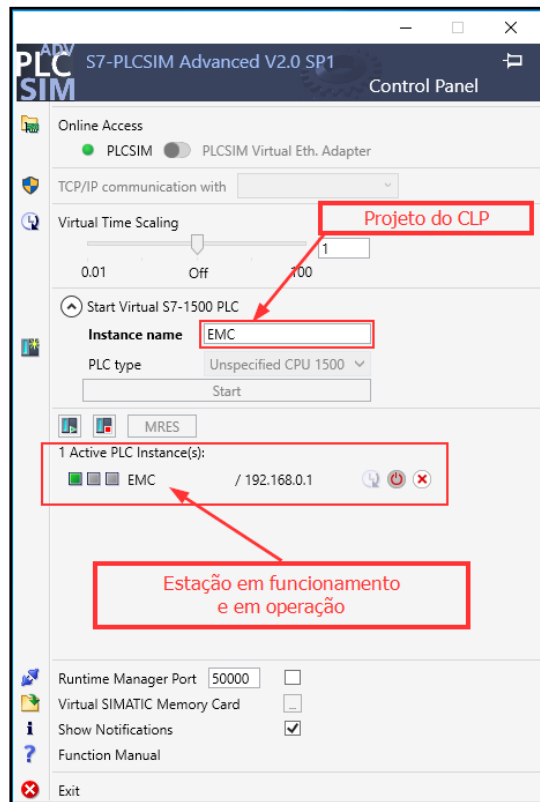 PLC ADV
SIM
S7-PLCSIM Advanced V2.0 SP1
Control Panel
Online Access
PLCSIM PLCSIM Virtual Eth. Adapter
TCP/IP communication with
Projeto do CLP
Virtual Time Scaling
1
0.01 Off 100
Start Virtual S7-1500 PLC
Instance name EMC
PLC type Unspecified CPU 1500
Start
MRES
1 Active PLC Instance(s):
EMC / 192.168.0.1
Estação em funcionamento
e em operação
Runtime Manager Port 50000
Virtual SIMATIC Memory Card ...
Show Notifications
Function Manual
Exit